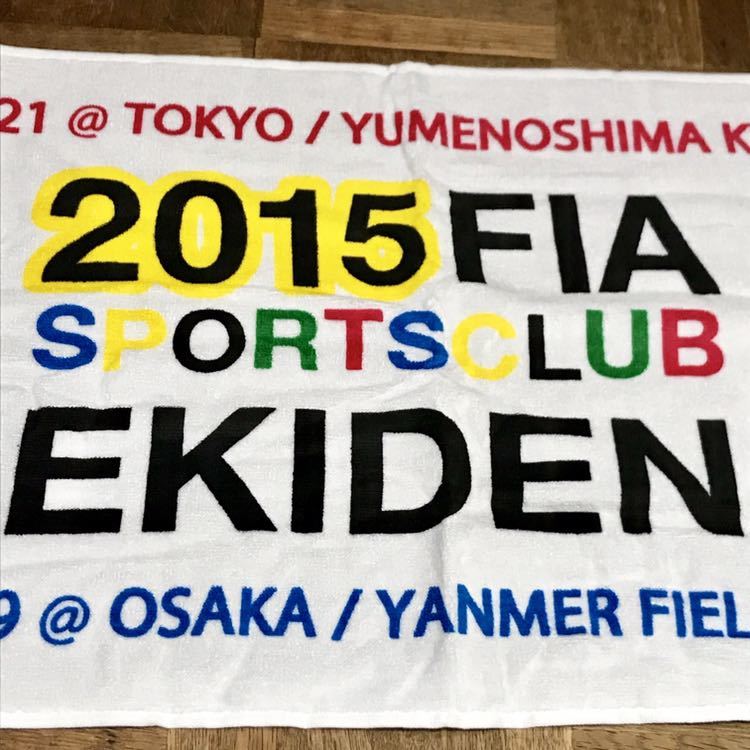 21 @ TOKYO / YUMENOSHIMA K
2015 FIA
SPORTSCLUB
EKIDEN
9 @ OSAKA / YANMER FIEL